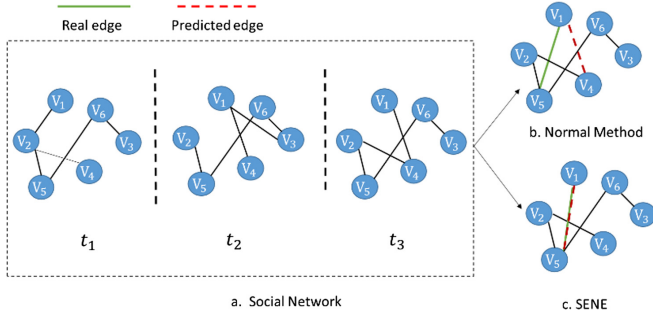 Real edge
Predicted edge
V1
V6
V2
V3
V4
V5
t1
V1
V6
V2
V3
V4
V5
t2
V1
V6
V2
V3
V4
V5
t3
a. Social Network
V1
V6
V2
V3
V4
V5
b. Normal Method
V1
V6
V2
V3
V4
V5
c. SENE